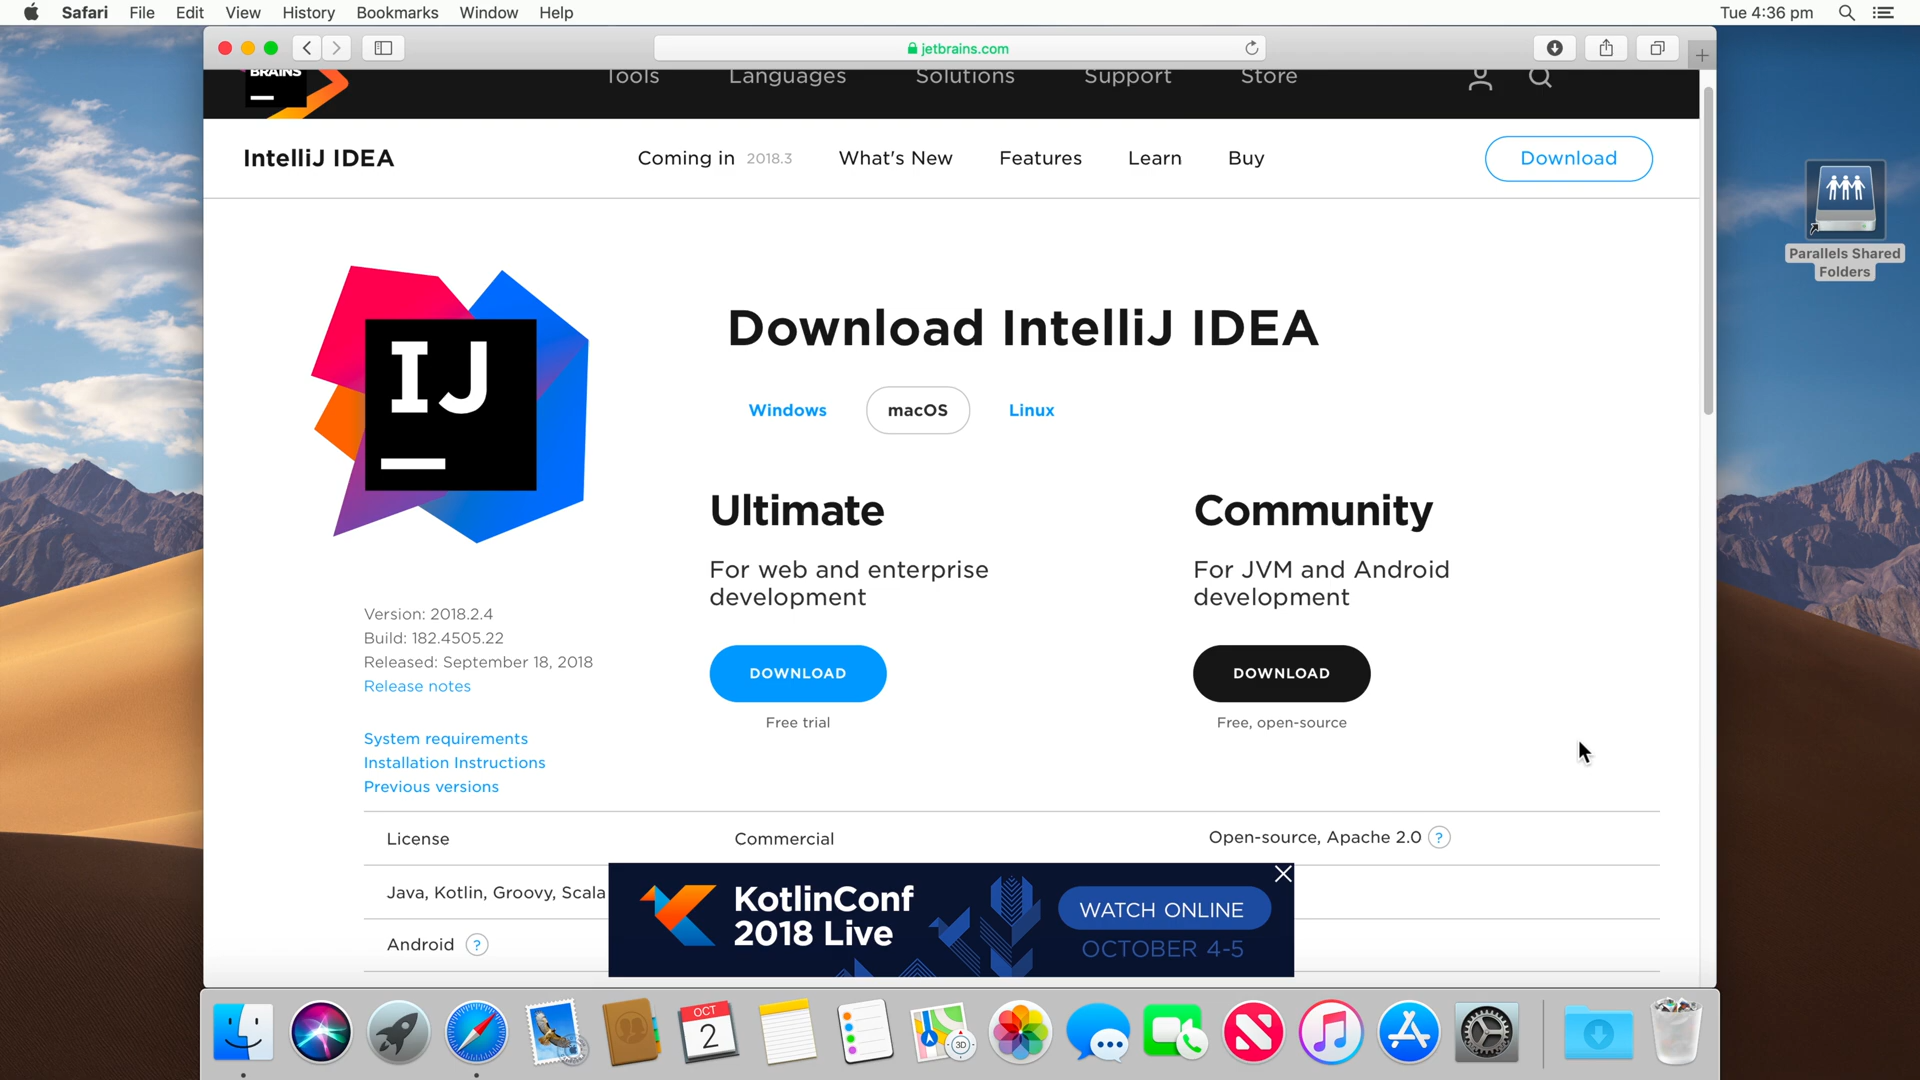 Safari File Edit View History Bookmarks Window Help Tue 4:36 pm
jetbrains.com
BRAINS
Tools Languages Solutions Support Store
IntelliJ IDEA Coming in 2018.3 What's New Features Learn Buy Download
Parallels Shared
Folders
IJ
Download IntelliJ IDEA
Windows macOS Linux
Ultimate Community
For web and enterprise For JVM and Android
development development
Version: 2018.2.4
Build: 182.4505.22
Released: September 18, 2018
Release notes
DOWNLOAD DOWNLOAD
Free trial Free, open-source
System requirements
Installation Instructions
Previous versions
License Commercial Open-source, Apache 2.0 ?
Java, Kotlin, Groovy, Scala
Android ?
KotlinConf
2018 Live
WATCH ONLINE
OCTOBER 4-5
OCT
2
3D